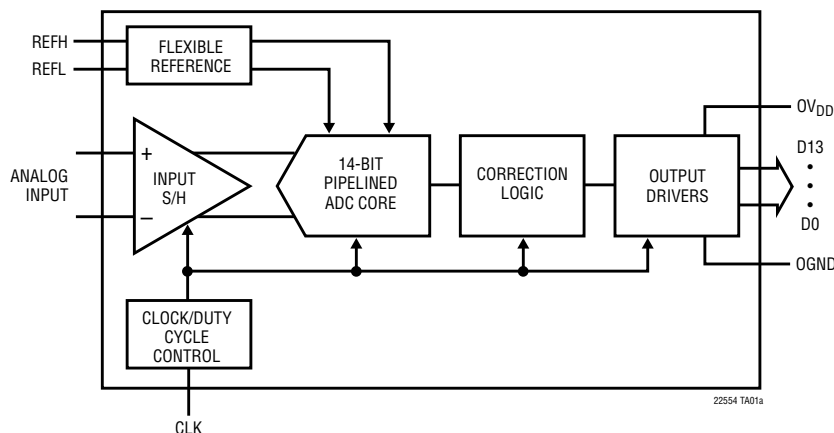 REFH
REFL
FLEXIBLE
REFERENCE
OVDD
D13
•
•
•
D0
OGND
ANALOG
INPUT
+
−
INPUT
S/H
14-BIT
PIPELINED
ADC CORE
CORRECTION
LOGIC
OUTPUT
DRIVERS
CLOCK/DUTY
CYCLE
CONTROL
CLK
22554 TA01a